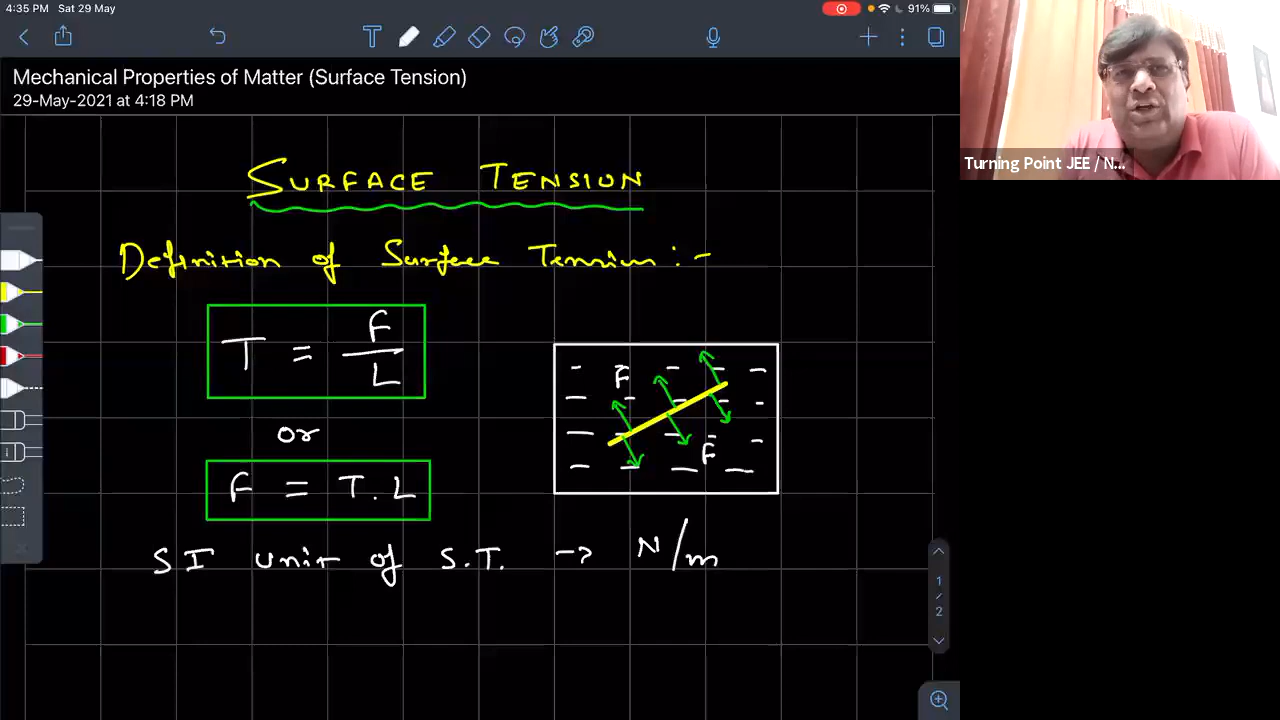 4:35 PM Sat 29 May
91%
Mechanical Properties of Matter (Surface Tension)
29-May-2021 at 4:18 PM
Turning Point JEE / N...
SURFACE TENSION
Definition of Surface Tension :-
T = F/L
F
or
F
F = T.L
SI unit of S.T. → N/m
1
/
2